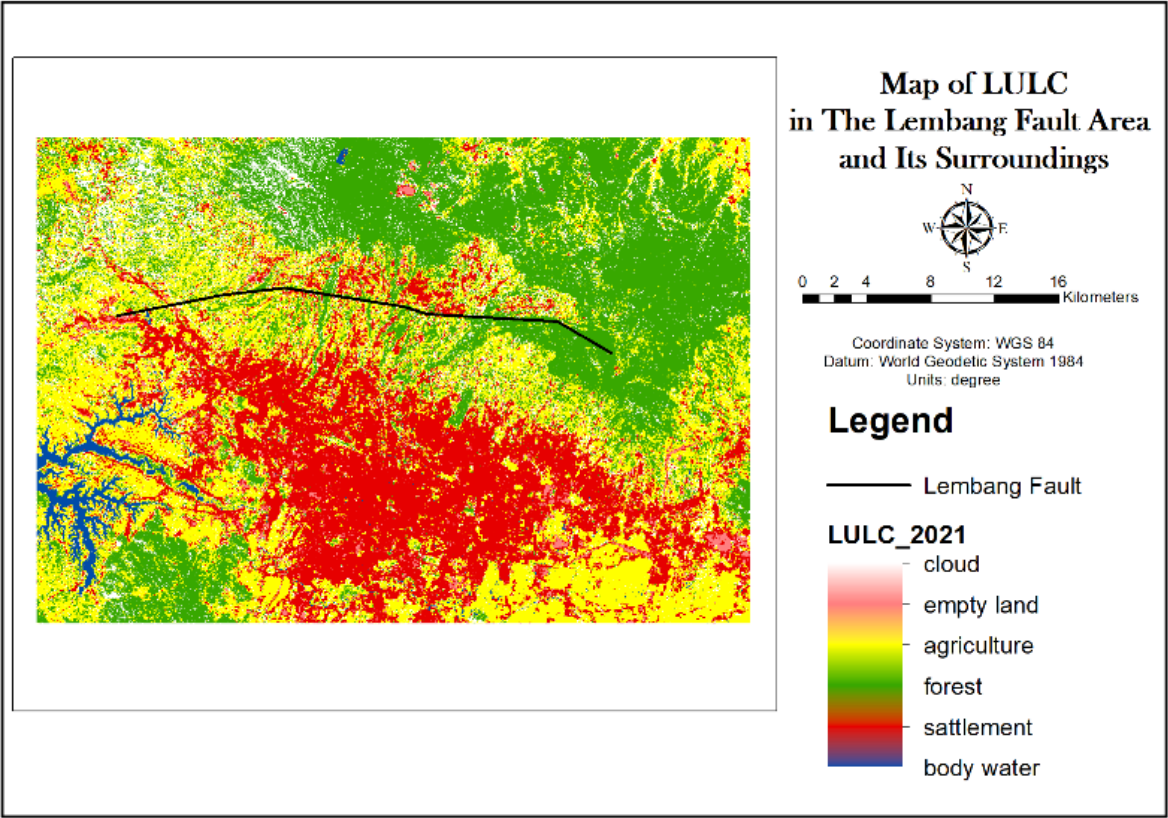 Map of LULC
in The Lembang Fault Area
and Its Surroundings
N
W E
S
0 2 4 8 12 16
Kilometers
Coordinate System: WGS 84
Datum: World Geodetic System 1984
Units: degree
Legend
Lembang Fault
LULC_2021
cloud
empty land
agriculture
forest
sattlement
body water